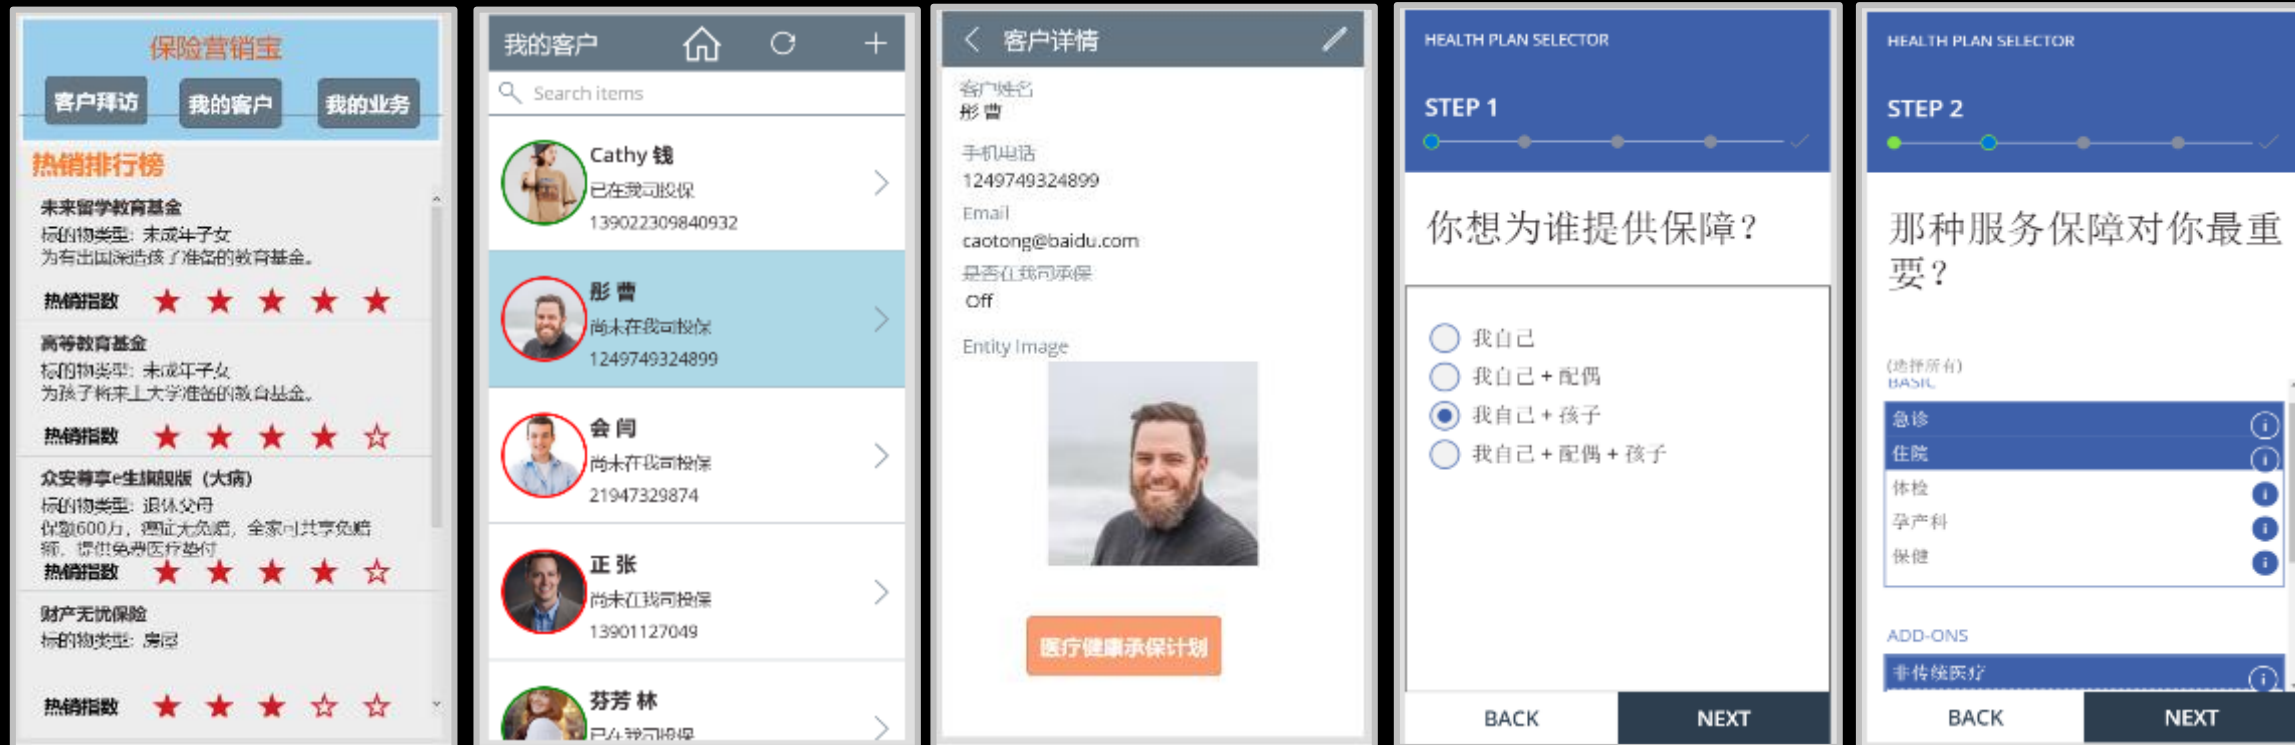 保险营销宝
客户拜访
我的客户
我的业务
热销排行榜
未来留学教育基金
标的物类型: 未成年子女
为有出国深造孩子准备的教育基金。
热销指数
高等教育基金
标的物类型: 未成年子女
为孩子将来上大学准备的教育基金。
热销指数
众安尊享e生旗舰版 (大病)
标的物类型: 退休父母
保额600万, 癌症无免赔, 全家可共享免赔
额, 提供免费医疗垫付
热销指数
财产无忧保险
标的物类型: 房屋
热销指数
我的客户
Search items
Cathy 钱
已在我司投保
139022309840932
彤 曹
尚未在我司投保
1249749324899
会 闫
尚未在我司投保
21947329874
正 张
尚未在我司投保
13901127049
芬芳 林
已在我司投保
客户详情
客户姓名
彤 曹
手机电话
1249749324899
Email
caotong@baidu.com
是否在我司承保
Off
Entity Image
医疗健康承保计划
HEALTH PLAN SELECTOR
STEP 1
你想为谁提供保障?
我自己
我自己 + 配偶
我自己 + 孩子
我自己 + 配偶 + 孩子
BACK
NEXT
HEALTH PLAN SELECTOR
STEP 2
那种服务保障对你最重
要?
(选择所有)
BASIC
急诊
住院
体检
孕产科
保健
ADD-ONS
非传统医疗
BACK
NEXT